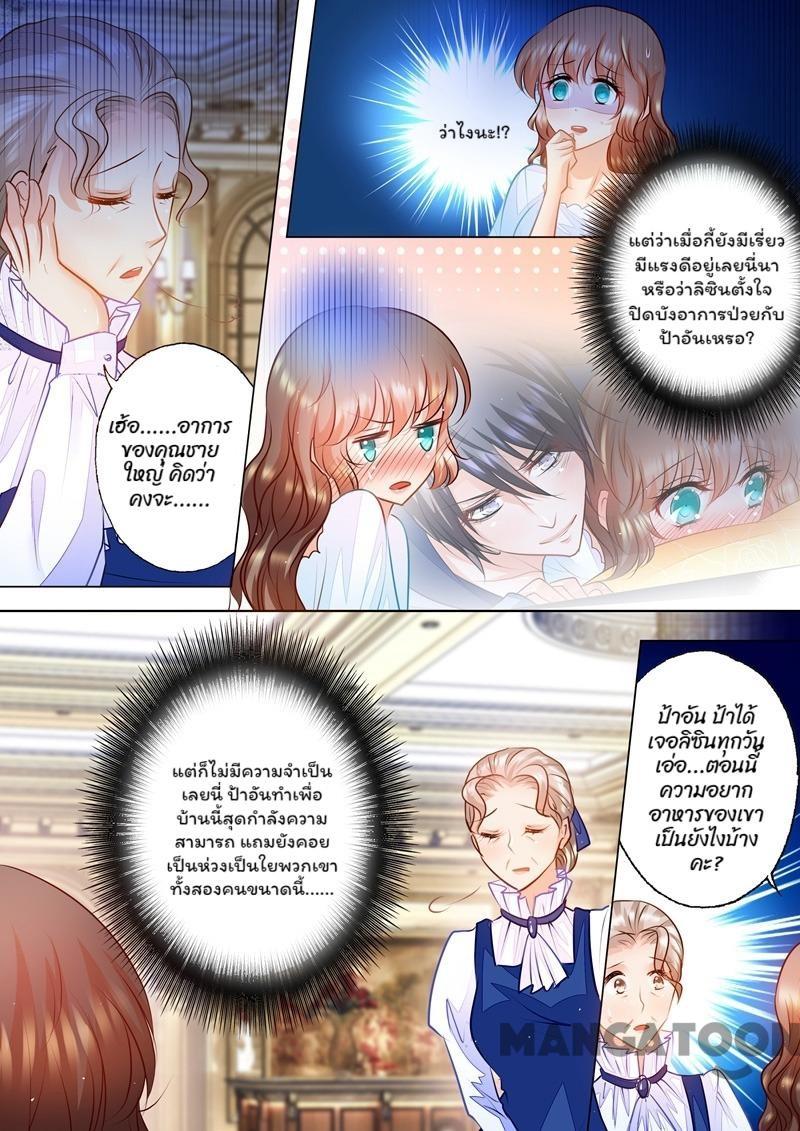 เฮ้อ......อาการ
ของคุณชาย
ใหญ่ คิดว่า
คงจะ......
ว่าไงนะ!?
แต่ว่าเมื่อกี้ยังมีเรี่ยว
มีแรงดีอยู่เลยนี่นา
หรือว่าลิซินตั้งใจ
ปิดบังอาการป่วยกับ
ป้าอันเหรอ?
แต่ก็ไม่มีความจำเป็น
เลยนี่ ป้าอันทำเพื่อ
บ้านนี้สุดกำลังความ
สามารถ แถมยังคอย
เป็นห่วงเป็นใยพวกเขา
ทั้งสองคนขนาดนี้......
ป้าอัน ป้าได้
เจอลิซินทุกวัน
เอ่อ...ตอนนี้
ความอยาก
อาหารของเขา
เป็นยังไงบ้าง
คะ?
MANGATOON